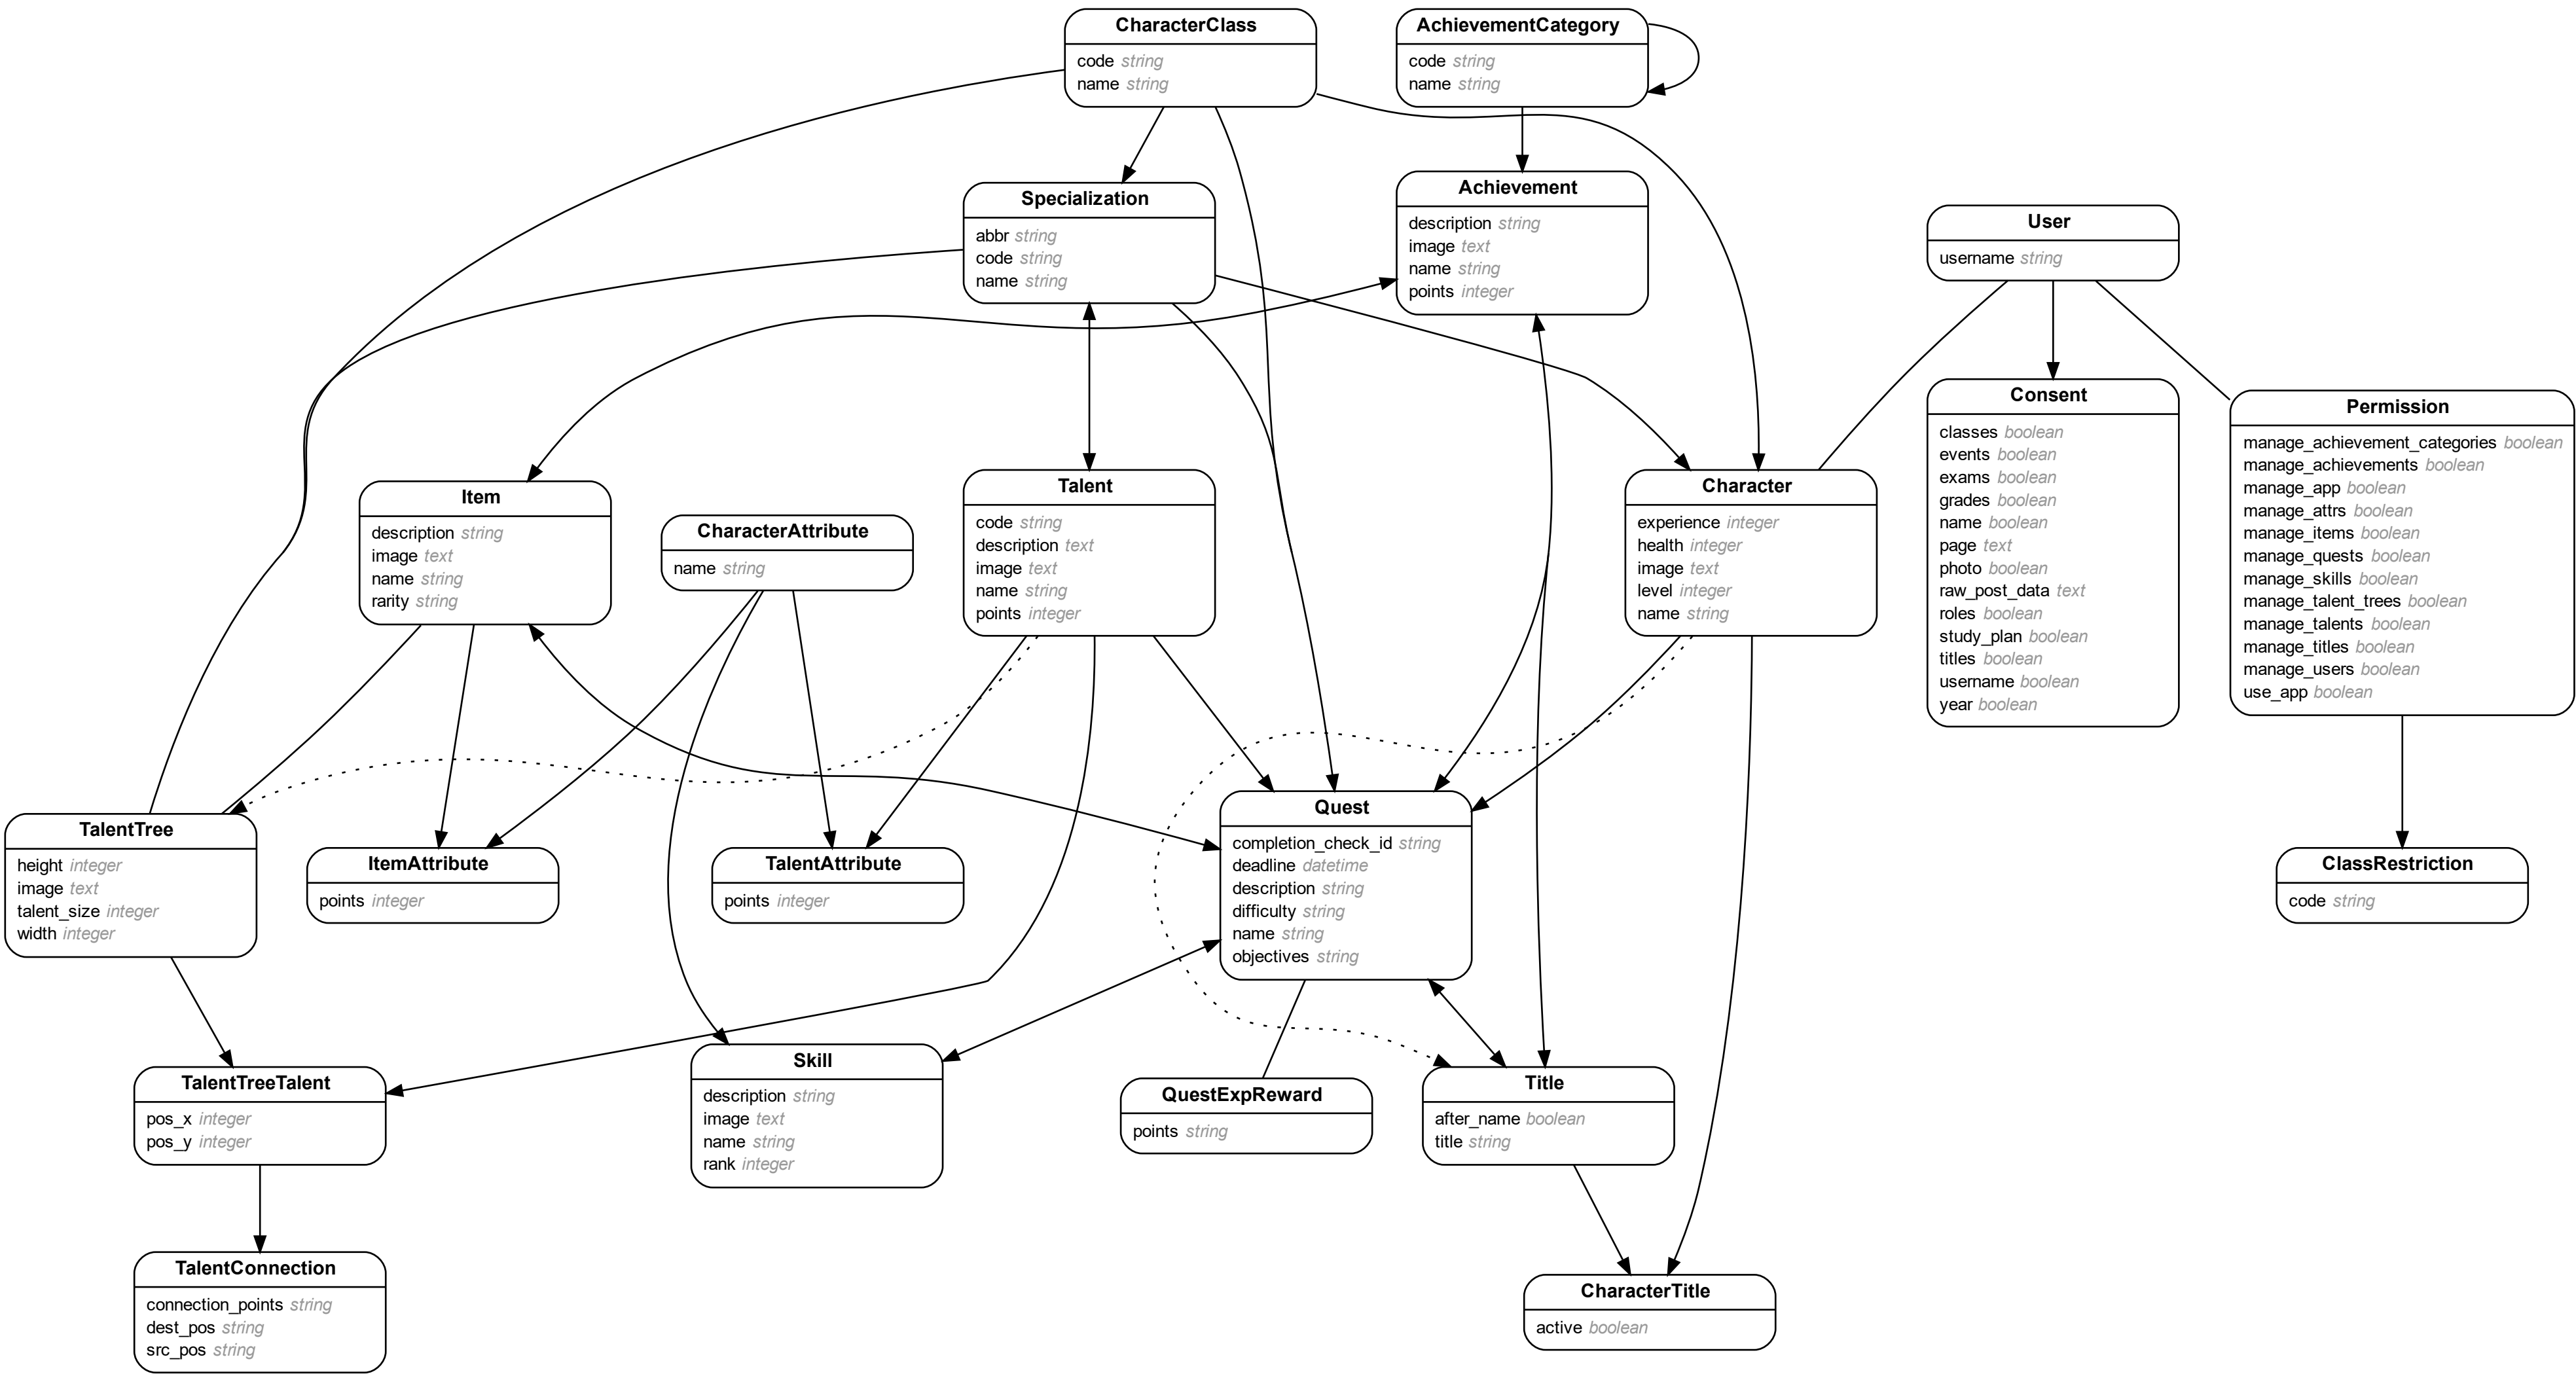 CharacterClass
code string
name string
AchievementCategory
code string
name string
Specialization
abbr string
code string
name string
Achievement
description string
image text
name string
points integer
User
username string
Consent
classes boolean
events boolean
exams boolean
grades boolean
name boolean
page text
photo boolean
raw_post_data text
roles boolean
study_plan boolean
titles boolean
username boolean
year boolean
Permission
manage_achievement_categories boolean
manage_achievements boolean
manage_app boolean
manage_attrs boolean
manage_items boolean
manage_quests boolean
manage_skills boolean
manage_talent_trees boolean
manage_talents boolean
manage_titles boolean
manage_users boolean
use_app boolean
Item
description string
image text
name string
rarity string
CharacterAttribute
name string
Talent
code string
description text
image text
name string
points integer
Character
experience integer
health integer
image text
level integer
name string
TalentTree
height integer
image text
talent_size integer
width integer
ItemAttribute
points integer
TalentAttribute
points integer
Quest
completion_check_id string
deadline datetime
description string
difficulty string
name string
objectives string
ClassRestriction
code string
TalentTreeTalent
pos_x integer
pos_y integer
Skill
description string
image text
name string
rank integer
QuestExpReward
points string
Title
after_name boolean
title string
TalentConnection
connection_points string
dest_pos string
src_pos string
CharacterTitle
active boolean